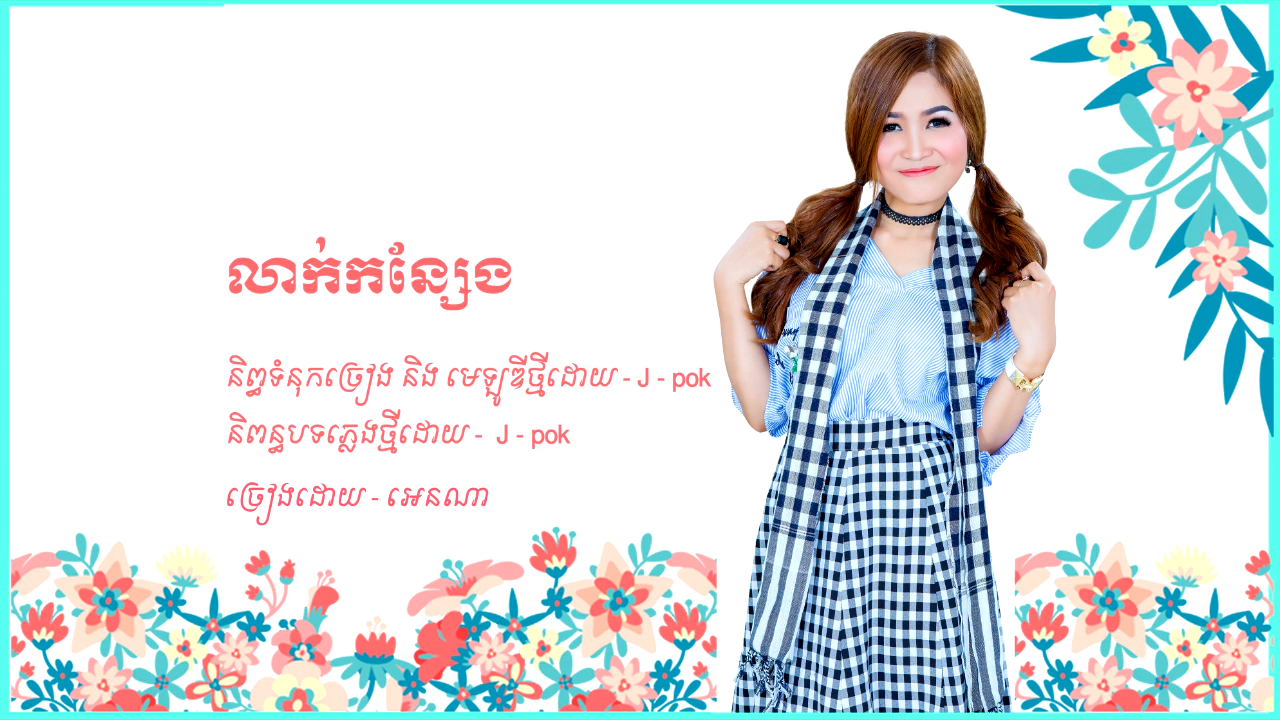 លាក់កន្សែង
និព្ធទំនុកច្រៀង និង មេឡូឌីថ្មីដោយ - J - pok
និពន្ធបទភ្លេងថ្មីដោយ - J - pok
ច្រៀងដោយ - អេនណា